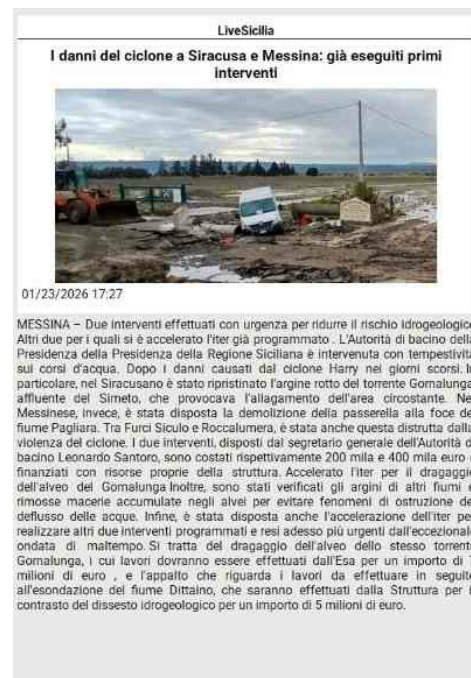 LiveSicilia
I danni del ciclone a Siracusa e Messina: già eseguiti primi
interventi
01/23/2026 17:27
MESSINA – Due interventi effettuati con urgenza per ridurre il rischio idrogeologico
Altri due per i quali si è accelerato l'iter già programmato . L'Autorità di bacino della
Presidenza della Presidenza della Regione Siciliana è intervenuta con tempestività
sui corsi d'acqua. Dopo i danni causati dal ciclone Harry nei giorni scorsi. In
particolare, nel Siracusano è stato ripristinato l'argine rotto del torrente Gornalunga,
affluente del Simeto, che provocava l'allagamento dell'area circostante. Nel
Messinese, invece, è stata disposta la demolizione della passerella alla foce del
fiume Pagliara. Tra Furci Siculo e Roccalumera, è stata anche questa distrutta dalla
violenza del ciclone. I due interventi, disposti dal segretario generale dell'Autorità d
bacino Leonardo Santoro, sono costati rispettivamente 200 mila e 400 mila euro e
finanziati con risorse proprie della struttura. Accelerato l'iter per il dragaggio
dell'alveo del Gornalunga Inoltre, sono stati verificati gli argini di altri fiumi e
rimosse macerie accumulate negli alvei per evitare fenomeni di ostruzione de
deflusso delle acque. Infine, è stata disposta anche l'accelerazione dell'iter per
realizzare altri due interventi programmati e resi adesso più urgenti dall'eccezionale
ondata di maltempo. Si tratta del dragaggio dell'alveo dello stesso torrente
Gornalunga, i cui lavori dovranno essere effettuati dall'Esa per un importo di
milioni di euro , e l'appalto che riguarda i lavori da effettuare in seguito
all'esondazione del fiume Dittaino, che saranno effettuati dalla Struttura per i
contrasto del dissesto idrogeologico per un importo di 5 milioni di euro.